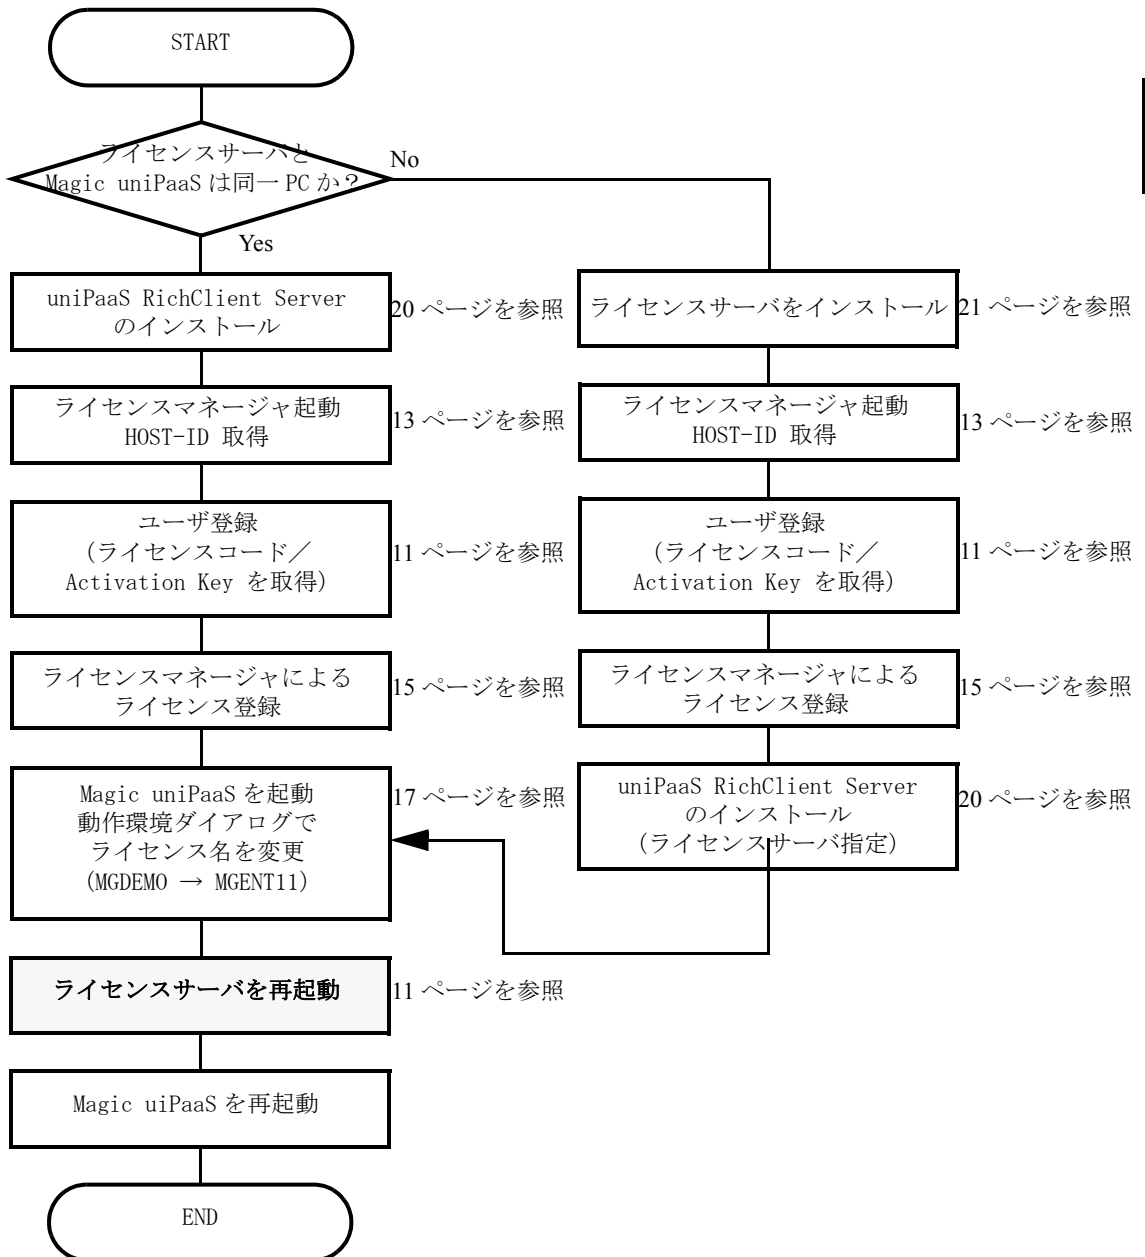 START
ライセンスサーバと
Magic uniPaaS は同一 PC か？
No
Yes
uniPaaS RichClient Server
のインストール
20 ページを参照
ライセンスマネージャ起動
HOST-ID 取得
13 ページを参照
ユーザ登録
(ライセンスコード／
Activation Key を取得)
11 ページを参照
ライセンスマネージャによる
ライセンス登録
15 ページを参照
ライセンスサーバをインストール
21 ページを参照
ライセンスマネージャ起動
HOST-ID 取得
13 ページを参照
ユーザ登録
(ライセンスコード／
Activation Key を取得)
11 ページを参照
ライセンスマネージャによる
ライセンス登録
15 ページを参照
uniPaaS RichClient Server
のインストール
(ライセンスサーバ指定)
20 ページを参照
Magic uniPaaS を起動
動作環境ダイアログで
ライセンス名を変更
(MGDEMO → MGENT11)
17 ページを参照
ライセンスサーバを再起動
11 ページを参照
Magic uiPaaS を再起動
END